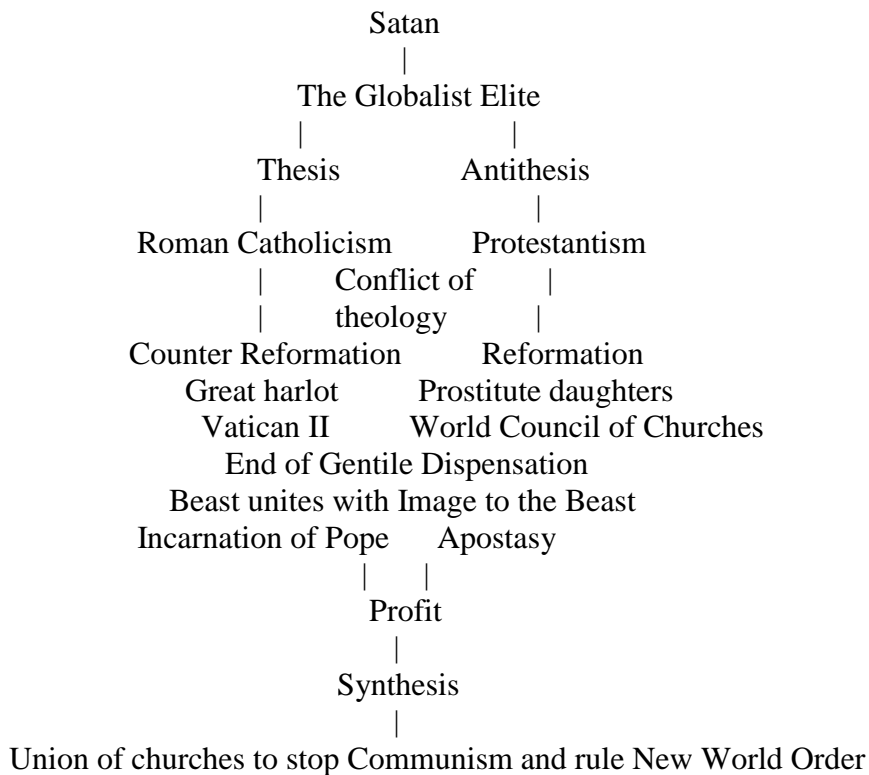 Satan
|
The Globalist Elite
| |
Thesis Antithesis
| |
Roman Catholicism Protestantism
| Conflict of |
| theology |
Counter Reformation Reformation
Great harlot Prostitute daughters
Vatican II World Council of Churches
End of Gentile Dispensation
Beast unites with Image to the Beast
Incarnation of Pope Apostasy
| |
Profit
|
Synthesis
|
Union of churches to stop Communism and rule New World Order